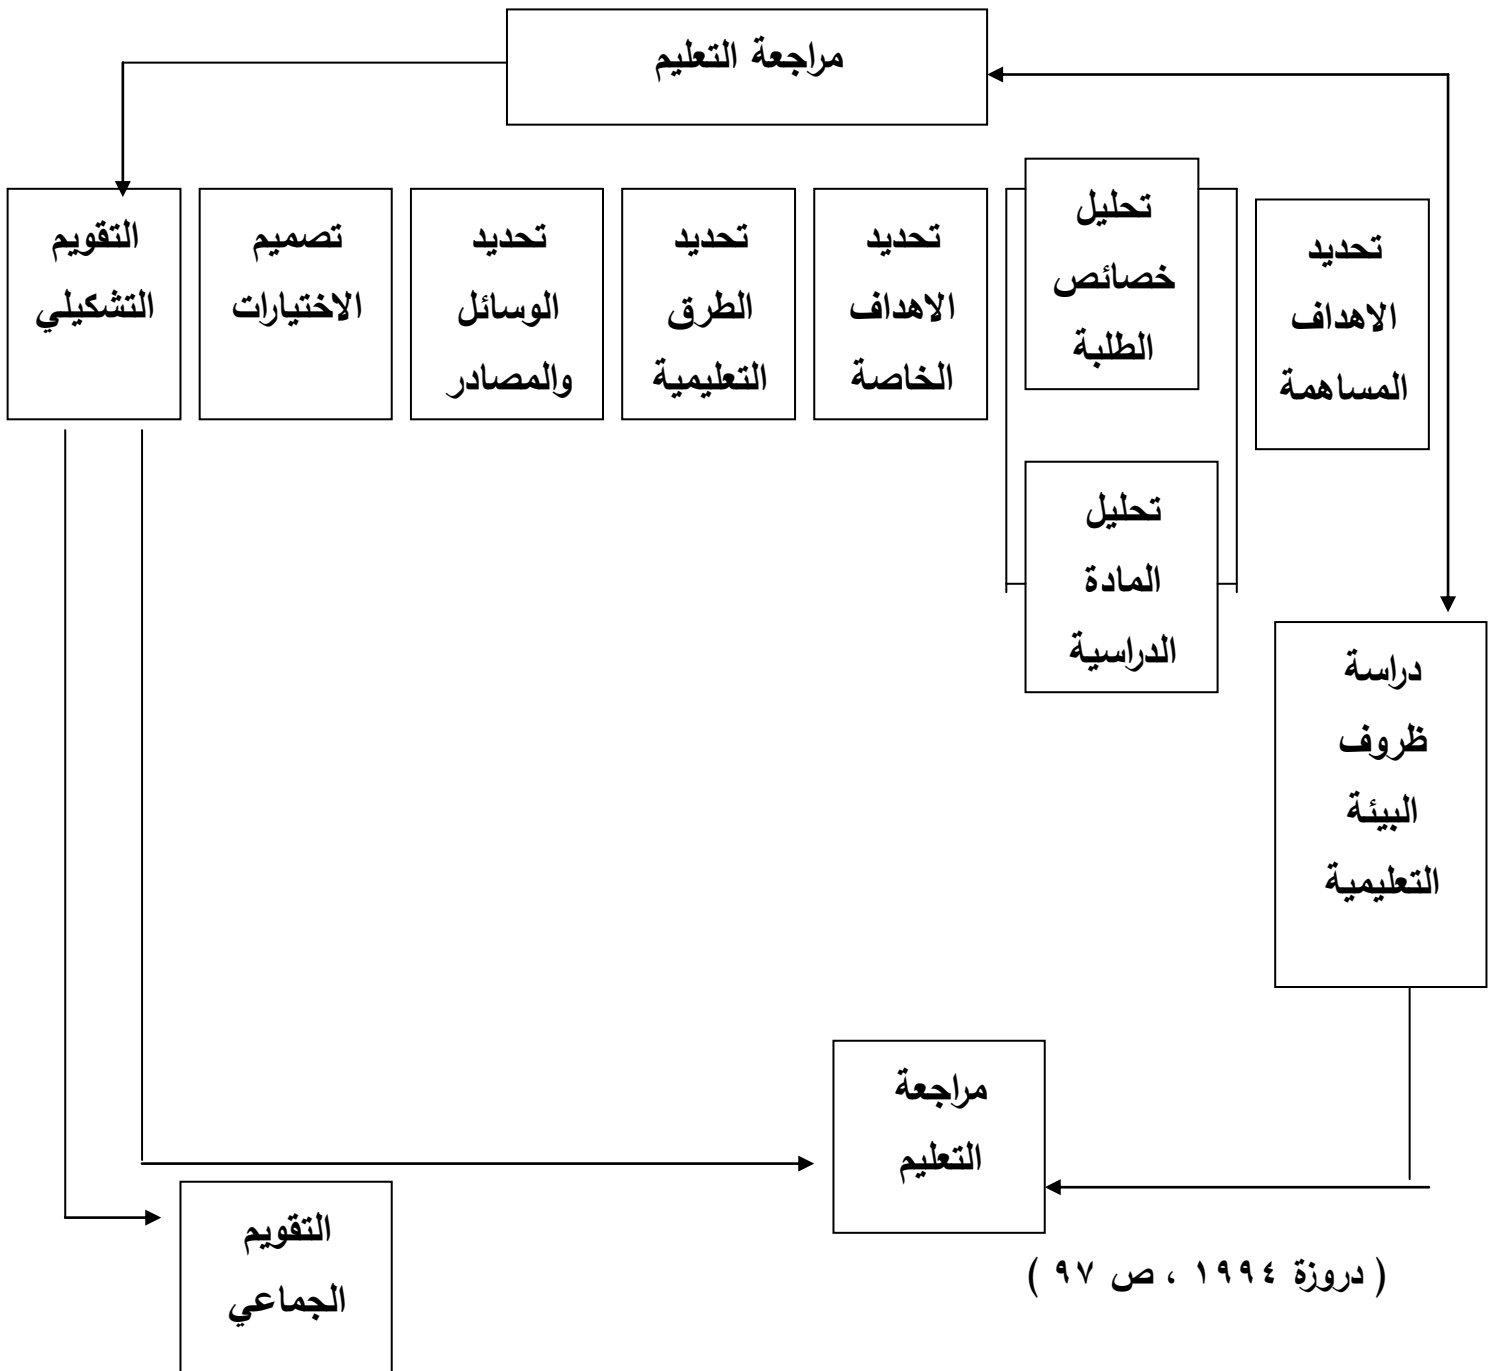 مراجعة التعليم
تحديد
الاهداف
المساهمة
تحليل
خصائص
الطلبة
تحليل
المادة
الدراسية
تحديد
الاهداف
الخاصة
تحديد
الطرق
التعليمية
تحديد
الوسائل
والمصادر
تصميم
الاختيارات
التقويم
التشكيلي
دراسة
ظروف
البيئة
التعليمية
مراجعة
التعليم
التقويم
الجماعي
( دروزة ١٩٩٤ ، ص ٩٧ )